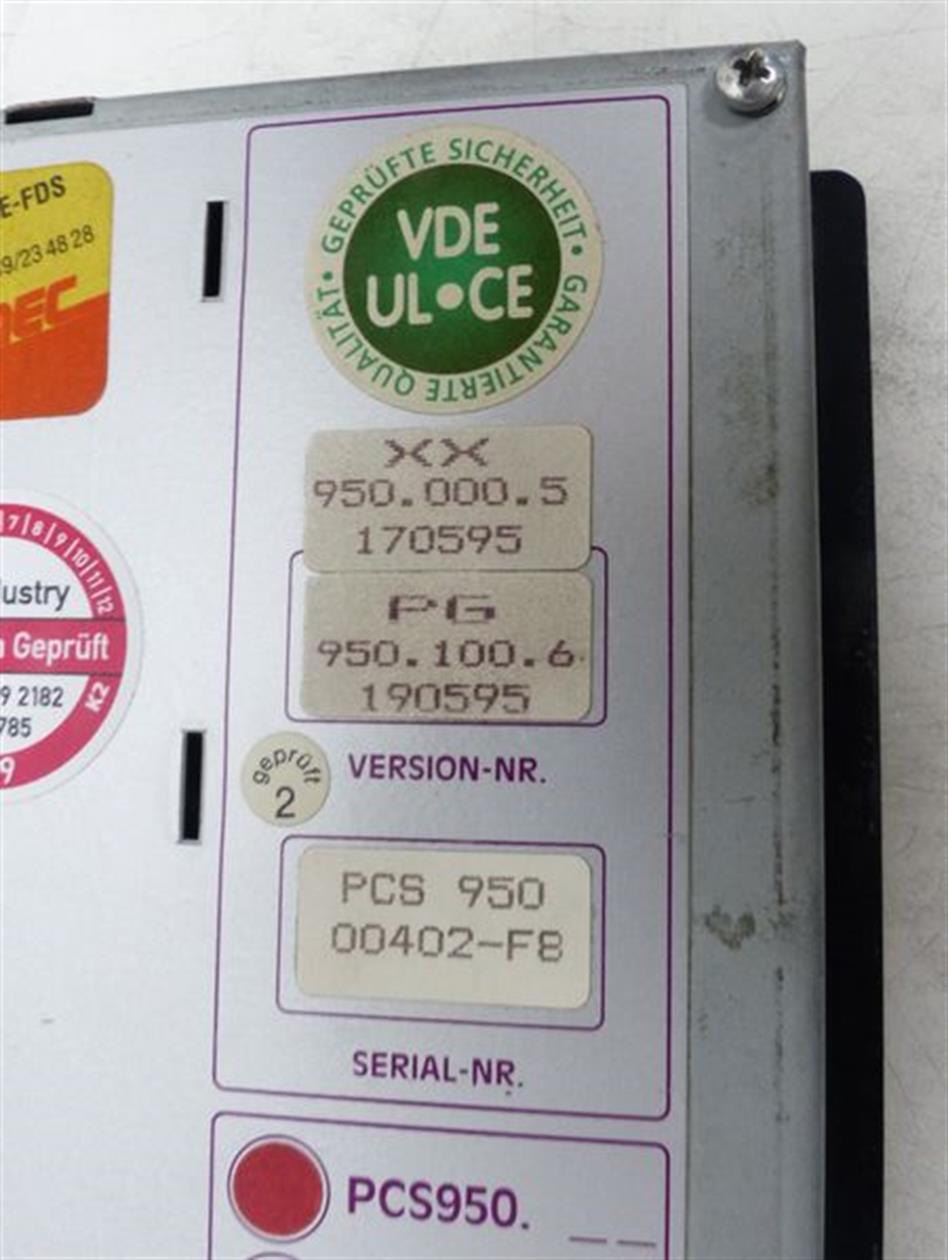 E-FDS
9/23 48 28
GEPRÜFTE SICHERHEIT • GARANTIERTE QUALITÄT •
VDE
UL•CE
XX
950.000.5
170595
PG
950.100.6
190595
VERSION-NR.
7|8|9|10|11|12
ustry
Geprüft
9 2182
785
K2
9
geprüft
2
PCS 950
00402-F8
SERIAL-NR.
PCS950. _ _